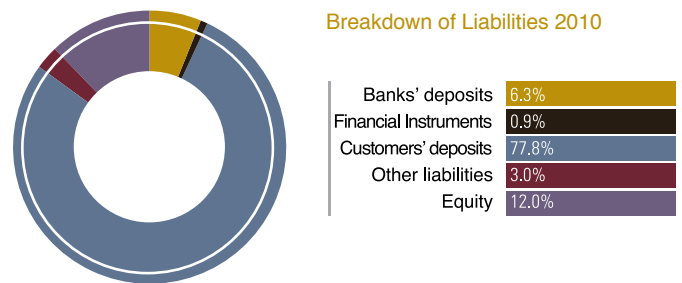 Breakdown of Liabilities 2010
Banks' deposits 6.3%
Financial Instruments 0.9%
Customers' deposits 77.8%
Other liabilities 3.0%
Equity 12.0%